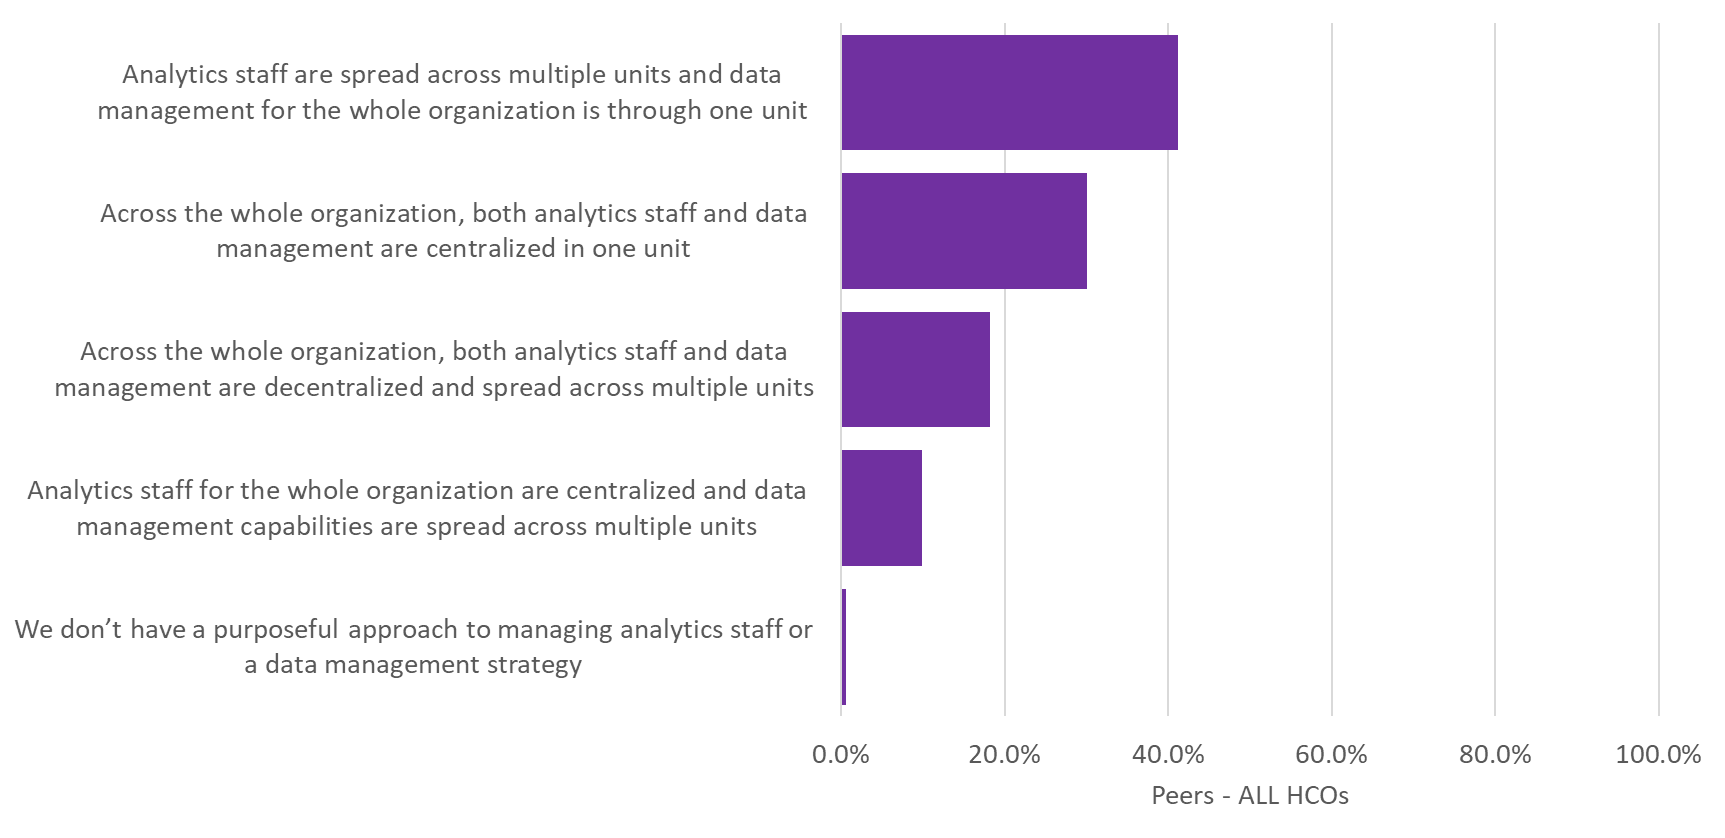 Analytics staff are spread across multiple units and data
management for the whole organization is through one unit
Across the whole organization, both analytics staff and data
management are centralized in one unit
Across the whole organization, both analytics staff and data
management are decentralized and spread across multiple units
Analytics staff for the whole organization are centralized and data
management capabilities are spread across multiple units
We don’t have a purposeful approach to managing analytics staff or
a data management strategy
0.0% 20.0% 40.0% 60.0% 80.0% 100.0%
Peers - ALL HCOs